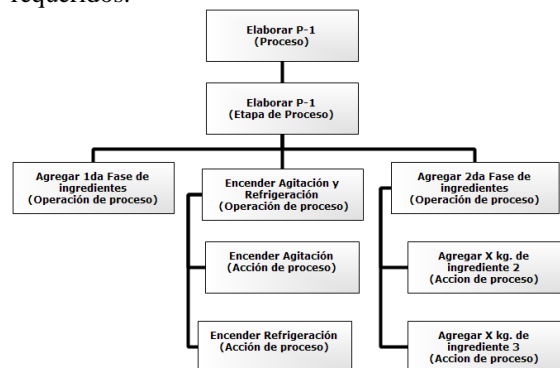 requeridos.
Elaborar P-1
(Proceso)
Elaborar P-1
(Etapa de Proceso)
Agregar 1da Fase de
ingredientes
(Operación de proceso)
Encender Agitación y
Refrigeración
(Operación de proceso)
Agregar 2da Fase de
ingredientes
(Operación de proceso)
Encender Agitación
(Acción de proceso)
Agregar X kg. de
ingrediente 2
(Accion de proceso)
Encender Refrigeración
(Acción de proceso)
Agregar X kg. de
ingrediente 3
(Accion de proceso)